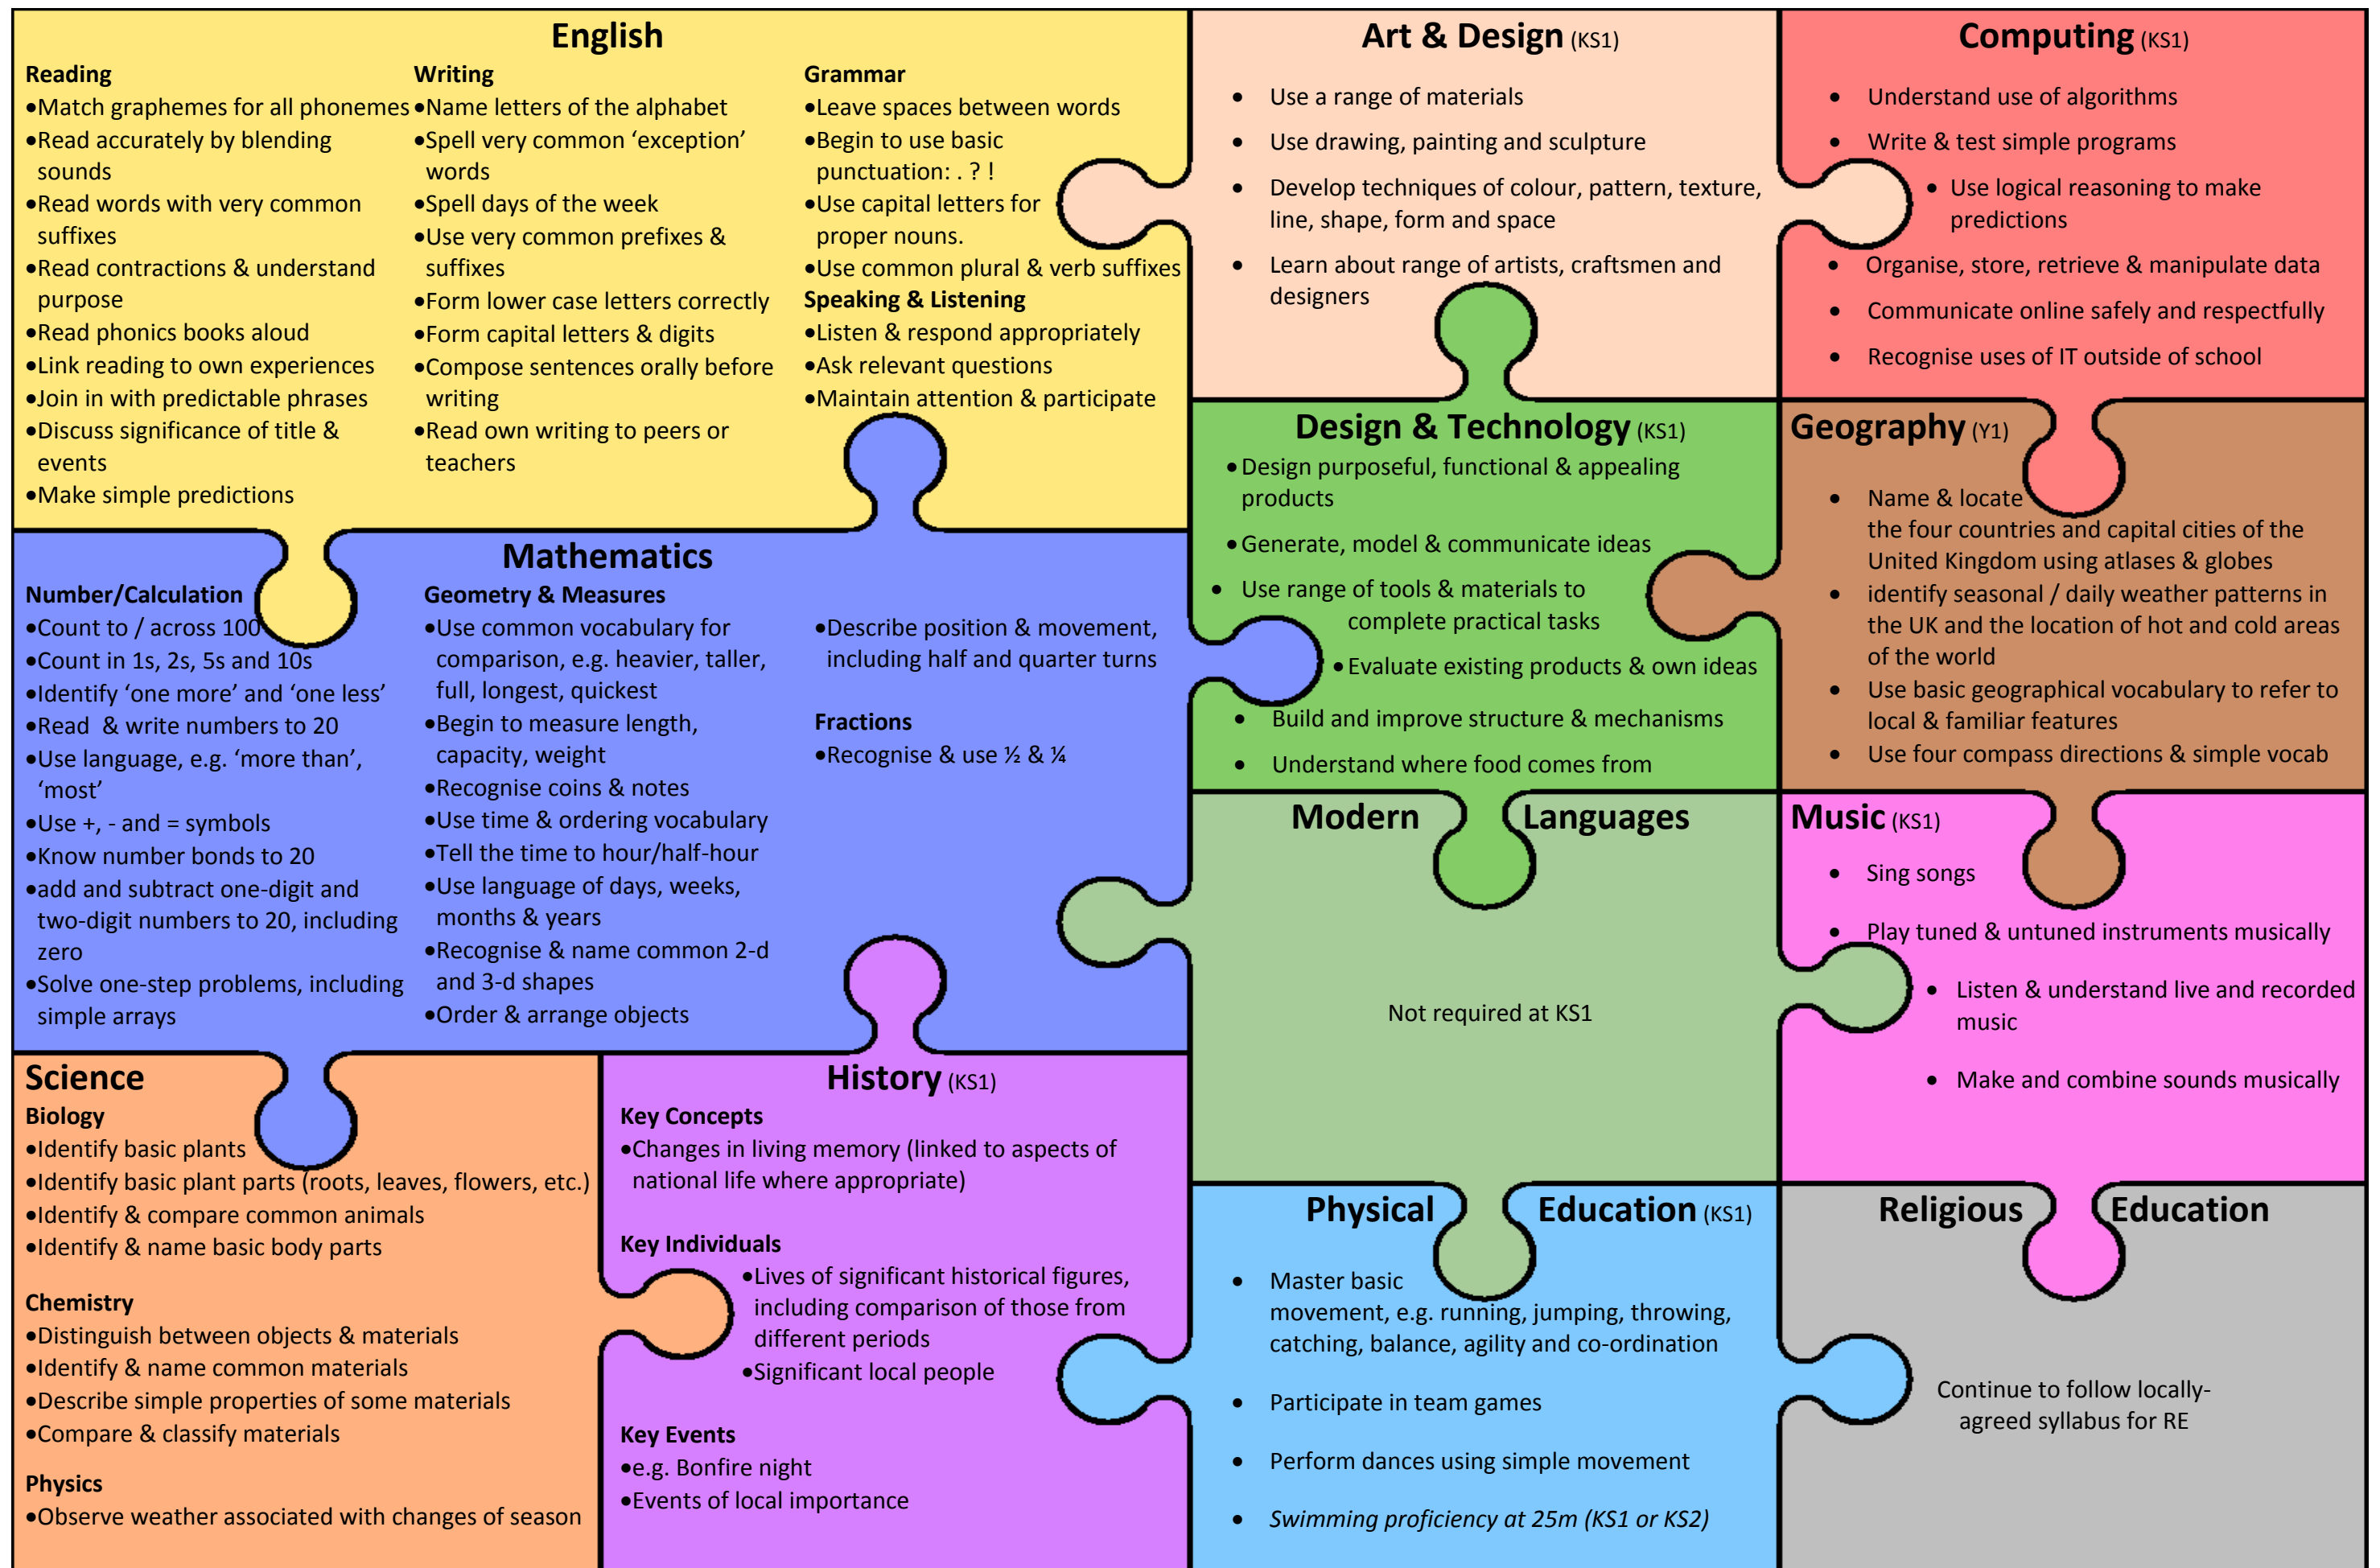 English
Reading
•Match graphemes for all phonemes
•Read accurately by blending
sounds
•Read words with very common
suffixes
•Read contractions & understand
purpose
•Read phonics books aloud
•Link reading to own experiences
•Join in with predictable phrases
•Discuss significance of title &
events
•Make simple predictions
Writing
•Name letters of the alphabet
•Spell very common ‘exception’
words
•Spell days of the week
•Use very common prefixes &
suffixes
•Form lower case letters correctly
•Form capital letters & digits
•Compose sentences orally before
writing
•Read own writing to peers or
teachers
Grammar
•Leave spaces between words
•Begin to use basic
punctuation: . ? !
•Use capital letters for
proper nouns.
•Use common plural & verb suffixes
Speaking & Listening
•Listen & respond appropriately
•Ask relevant questions
•Maintain attention & participate
Art & Design (KS1)
• Use a range of materials
• Use drawing, painting and sculpture
• Develop techniques of colour, pattern, texture,
line, shape, form and space
• Learn about range of artists, craftsmen and
designers
Computing (KS1)
• Understand use of algorithms
• Write & test simple programs
• Use logical reasoning to make
predictions
• Organise, store, retrieve & manipulate data
• Communicate online safely and respectfully
• Recognise uses of IT outside of school
Mathematics
Number/Calculation
•Count to / across 100
•Count in 1s, 2s, 5s and 10s
•Identify ‘one more’ and ‘one less’
•Read & write numbers to 20
•Use language, e.g. ‘more than’,
‘most’
•Use +, - and = symbols
•Know number bonds to 20
•add and subtract one-digit and
two-digit numbers to 20, including
zero
•Solve one-step problems, including
simple arrays
Geometry & Measures
•Use common vocabulary for
comparison, e.g. heavier, taller,
full, longest, quickest
•Begin to measure length,
capacity, weight
•Recognise coins & notes
•Use time & ordering vocabulary
•Tell the time to hour/half-hour
•Use language of days, weeks,
months & years
•Recognise & name common 2-d
and 3-d shapes
•Order & arrange objects
•Describe position & movement,
including half and quarter turns
Fractions
•Recognise & use ½ & ¼
Design & Technology (KS1)
•Design purposeful, functional & appealing
products
•Generate, model & communicate ideas
• Use range of tools & materials to
complete practical tasks
•Evaluate existing products & own ideas
• Build and improve structure & mechanisms
• Understand where food comes from
Geography (Y1)
• Name & locate
the four countries and capital cities of the
United Kingdom using atlases & globes
• identify seasonal / daily weather patterns in
the UK and the location of hot and cold areas
of the world
• Use basic geographical vocabulary to refer to
local & familiar features
• Use four compass directions & simple vocab
Modern Languages
Not required at KS1
Music (KS1)
• Sing songs
• Play tuned & untuned instruments musically
• Listen & understand live and recorded
music
• Make and combine sounds musically
Science
Biology
•Identify basic plants
•Identify basic plant parts (roots, leaves, flowers, etc.)
•Identify & compare common animals
•Identify & name basic body parts
Chemistry
•Distinguish between objects & materials
•Identify & name common materials
•Describe simple properties of some materials
•Compare & classify materials
Physics
•Observe weather associated with changes of season
History (KS1)
Key Concepts
•Changes in living memory (linked to aspects of
national life where appropriate)
Key Individuals
•Lives of significant historical figures,
including comparison of those from
different periods
•Significant local people
Key Events
•e.g. Bonfire night
•Events of local importance
Physical Education (KS1)
• Master basic
movement, e.g. running, jumping, throwing,
catching, balance, agility and co-ordination
• Participate in team games
• Perform dances using simple movement
• Swimming proficiency at 25m (KS1 or KS2)
Religious Education
Continue to follow locally-
agreed syllabus for RE